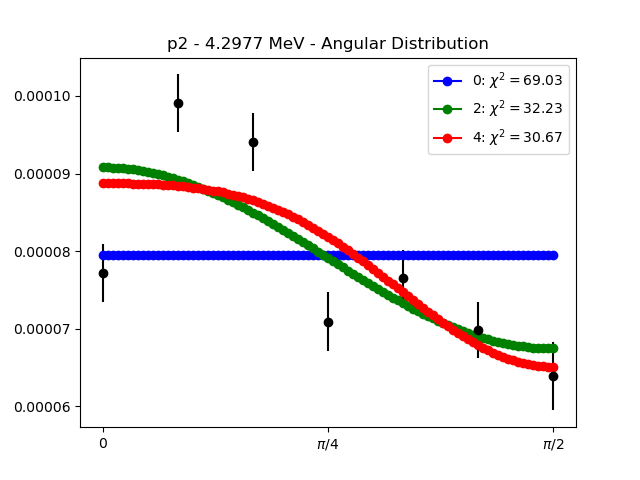 p2 - 4.2977 MeV - Angular Distribution
0.00010
0.00009
0.00008
0.00007
0.00006
0: χ² = 69.03
2: χ² = 32.23
4: χ² = 30.67
0
π/4
π/2